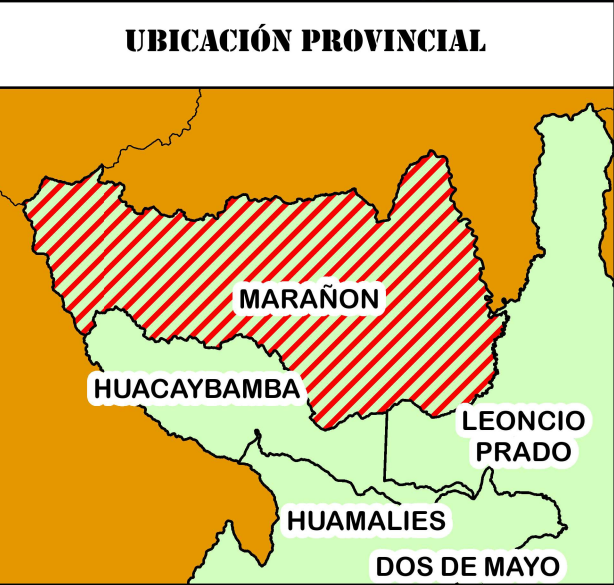 UBICACIÓN PROVINCIAL
MARAÑON
HUACAYBAMBA
LEONCIO
PRADO
HUAMALIES
DOS DE MAYO